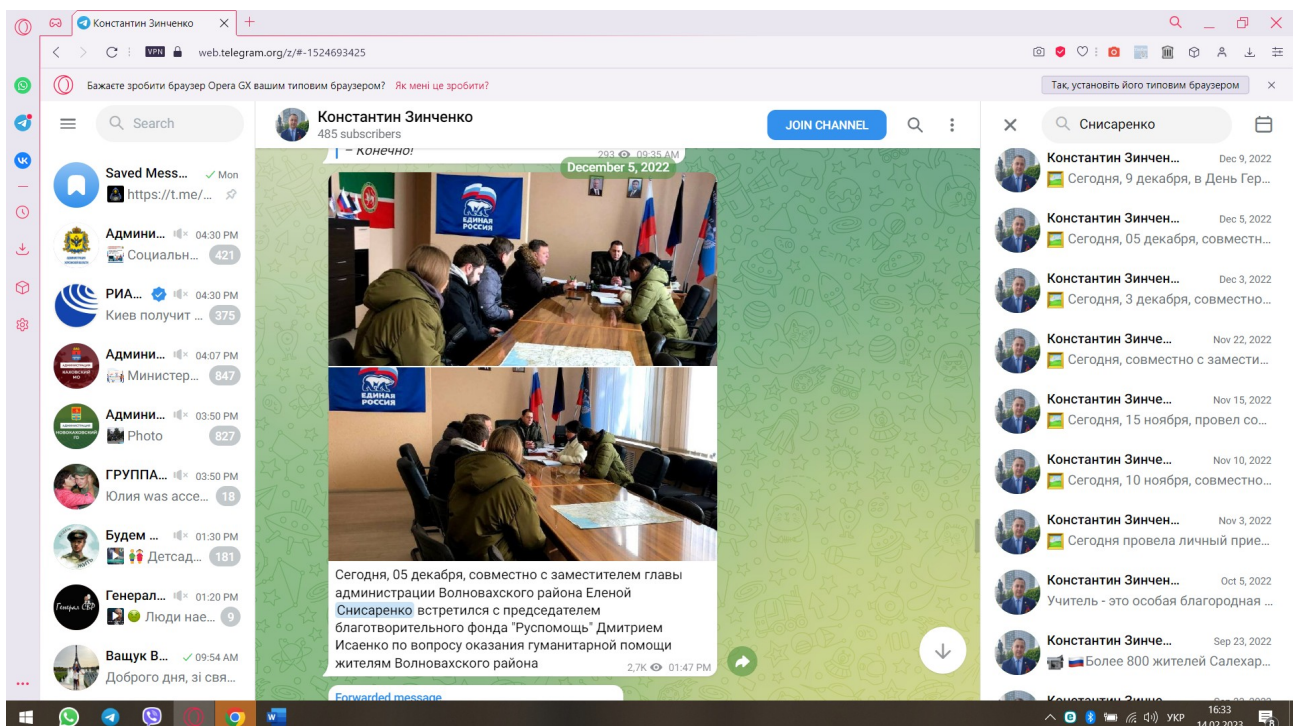 Константин Зинченко
VPN
web.telegram.org/z/#-1524693425
Бажаєте зробити браузер Opera GX вашим типовим браузером? Як мені це зробити?
Так, установіть його типовим браузером
Search
Saved Mess... Mon
https://t.me/...
Админи... 04:30 PM
Социальн... 421
РИА... 04:30 PM
Киев получит ... 375
Админи... 04:07 PM
Министер... 847
Админи... 03:50 PM
Photo 827
ГРУППА... 03:50 PM
Юлия was acce... 18
Будем ... 01:30 PM
Детсад... 181
Генерал... 01:20 PM
Люди нае... 9
Ващук В... 09:54 AM
Доброго дня, зі свя...
Константин Зинченко
485 subscribers
JOIN CHANNEL
– Конечно!
293 09:35 AM
December 5, 2022
ЕДИНАЯ
РОССИЯ
ЕДИНАЯ
РОССИЯ
Сегодня, 05 декабря, совместно с заместителем главы
администрации Волновахского района Еленой
Снисаренко встретился с председателем
благотворительного фонда "Руспомощь" Дмитрием
Исаенко по вопросу оказания гуманитарной помощи
жителям Волновахского района
2,7K 01:47 PM
Forwarded message
Снисаренко
Константин Зинчен... Dec 9, 2022
Сегодня, 9 декабря, в День Гер...
Константин Зинчен... Dec 5, 2022
Сегодня, 05 декабря, совместн...
Константин Зинчен... Dec 3, 2022
Сегодня, 3 декабря, совместно...
Константин Зинче... Nov 22, 2022
Сегодня, совместно с замести...
Константин Зинче... Nov 15, 2022
Сегодня, 15 ноября, провел со...
Константин Зинче... Nov 10, 2022
Сегодня, 10 ноября, совместно...
Константин Зинчен... Nov 3, 2022
Сегодня провела личный прие...
Константин Зинчен... Oct 5, 2022
Учитель - это особая благородная ...
Константин Зинче... Sep 23, 2022
Более 800 жителей Салехар...
УКР
16:33
14.02.2023